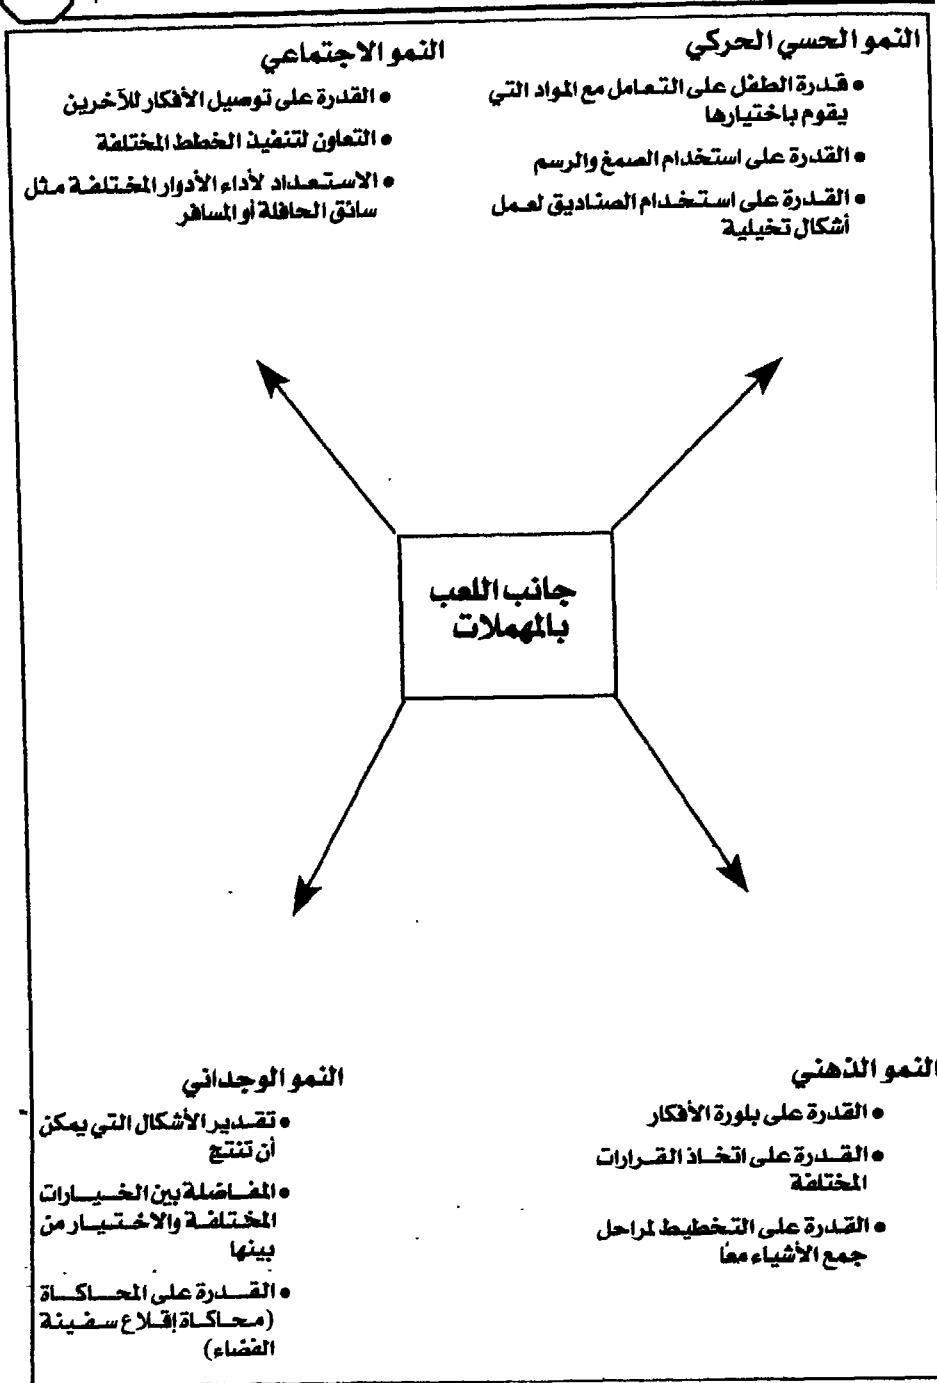 النمو الحسي الحركي
• قدرة الطفل على التعامل مع المواد التي
يقوم باختيارها
• القدرة على استخدام الصمغ والرسم
• القدرة على استخدام الصناديق لعمل
أشكال تخيلية
النمو الاجتماعي
• القدرة على توصيل الأفكار للآخرين
• التعاون لتنفيذ الخطط المختلفة
• الاستعداد لأداء الأدوار المختلفة مثل
سائق الحافلة أو المسافر
جانب اللعب
بالمهملات
النمو الذهني
• القدرة على بلورة الأفكار
• القدرة على اتخاذ القرارات
المختلفة
• القدرة على التخطيط لمراحل
جمع الأشياء معًا
النمو الوجداني
• تقدير الأشكال التي يمكن
أن تنتج
• المفاضلة بين الخيارات
المختلفة والاختيار من
بينها
• القدرة على المحاكاة
(محاكاة إقلاع سفينة
الفضاء)